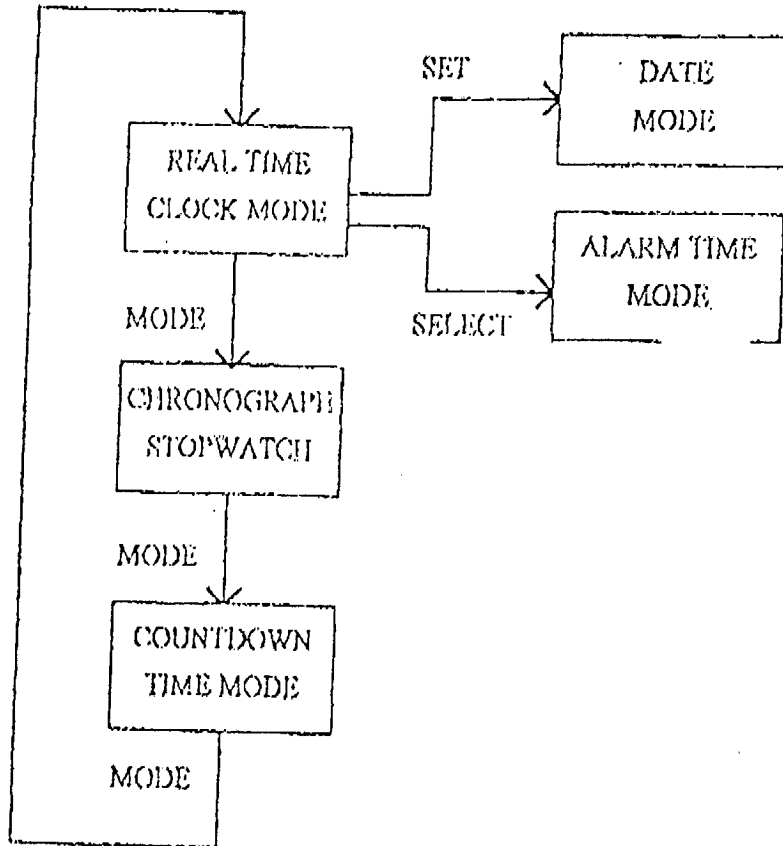 SET
DATE
MODE
REAL TIME
CLOCK MODE
ALARM TIME
MODE
SELECT
MODE
CHRONOGRAPH
STOPWATCH
MODE
COUNTDOWN
TIME MODE
MODE